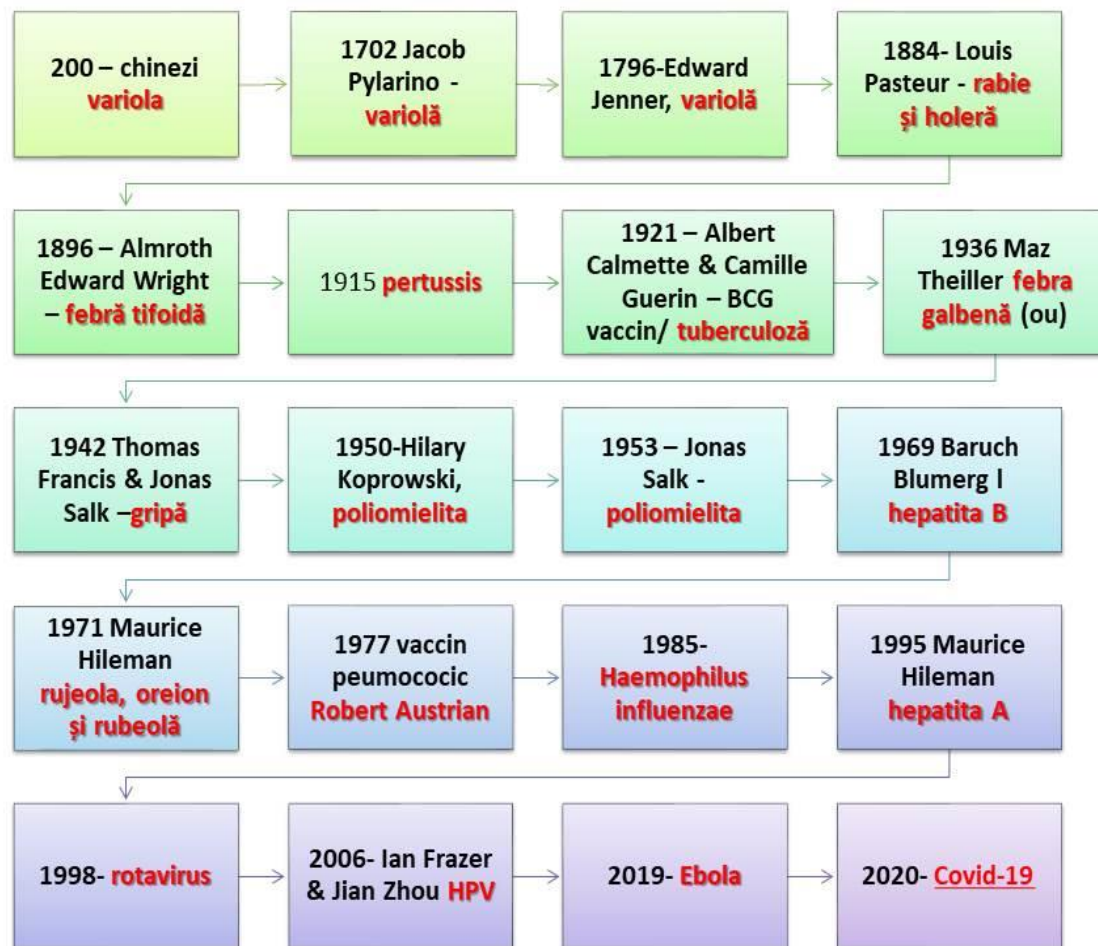 200 – chinezi
variola
1702 Jacob
Pylarino -
variolă
1796-Edward
Jenner, variolă
1884- Louis
Pasteur - rabie
și holeră
1896 – Almroth
Edward Wright
– febră tifoidă
1915 pertussis
1921 – Albert
Calmette & Camille
Guerin – BCG
vaccin/ tuberculoză
1936 Maz
Theiller febra
galbenă (ou)
1942 Thomas
Francis & Jonas
Salk –gripă
1950-Hilary
Koprowski,
poliomielita
1953 – Jonas
Salk -
poliomielita
1969 Baruch
Blumerg l
hepatita B
1971 Maurice
Hileman
rujeola, oreion
și rubeolă
1977 vaccin
peumococic
Robert Austrian
1985-
Haemophilus
influenzae
1995 Maurice
Hileman
hepatita A
1998- rotavirus
2006- Ian Frazer
& Jian Zhou HPV
2019- Ebola
2020- Covid-19